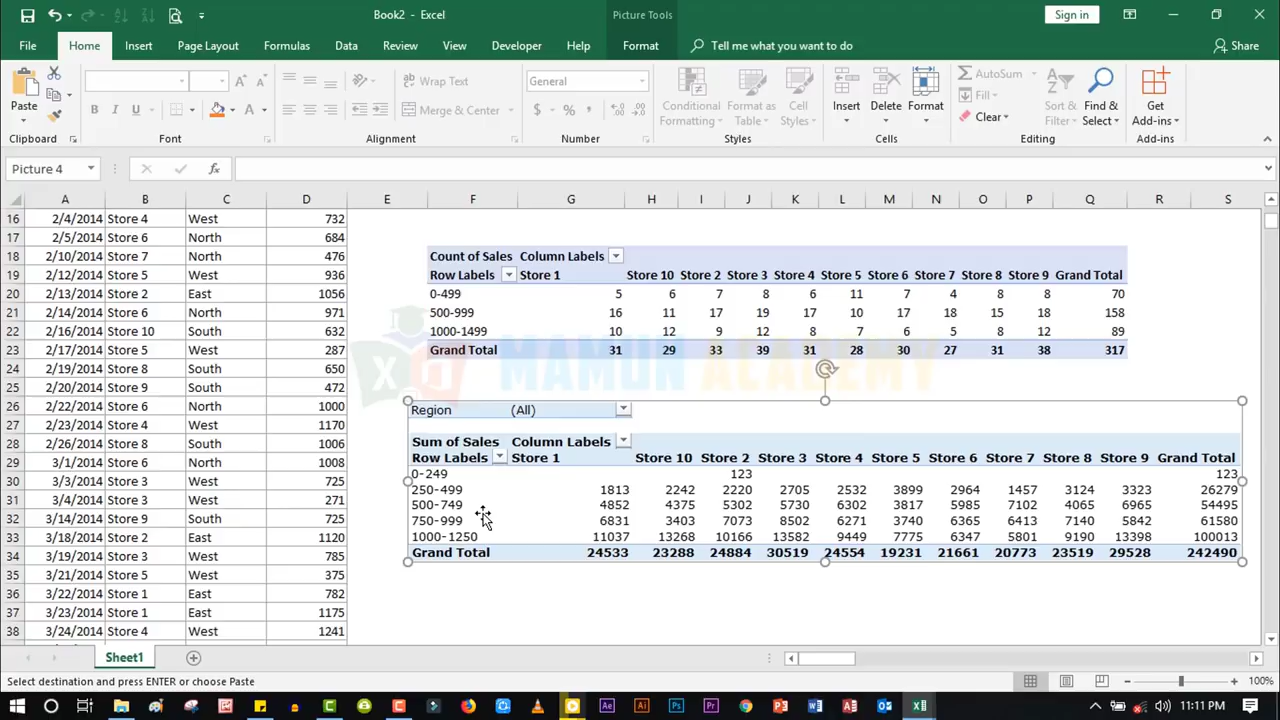 Book2 - Excel
Picture Tools
Sign in
File Home Insert Page Layout Formulas Data Review View Developer Help Format Tell me what you want to do Share
Paste
Wrap Text
Merge & Center
General
$ % ,
B I U
Conditional Formatting
Format as Table
Cell Styles
Insert
Delete
Format
AutoSum
Fill
Clear
Sort & Filter
Find & Select
Get Add-ins
Clipboard Font Alignment Number Styles Cells Editing Add-ins
Picture 4
fx
A B C D E F G H I J K L M N O P Q R S
16 2/4/2014 Store 4 West 732
17 2/5/2014 Store 6 North 684
18 2/10/2014 Store 7 North 476
19 2/12/2014 Store 5 West 936
20 2/13/2014 Store 2 East 1056
21 2/14/2014 Store 6 North 971
22 2/16/2014 Store 10 South 632
23 2/17/2014 Store 5 West 287
24 2/19/2014 Store 8 South 650
25 2/20/2014 Store 9 South 472
26 2/22/2014 Store 6 North 1000
27 2/23/2014 Store 4 West 1170
28 2/26/2014 Store 8 South 1006
29 3/1/2014 Store 6 North 1008
30 3/3/2014 Store 4 West 725
31 3/4/2014 Store 4 West 271
32 3/14/2014 Store 9 South 725
33 3/18/2014 Store 2 East 1120
34 3/19/2014 Store 3 West 785
35 3/21/2014 Store 5 West 375
36 3/22/2014 Store 1 East 782
37 3/23/2014 Store 1 East 1175
38 3/24/2014 Store 4 West 1241
Count of Sales Column Labels
Row Labels Store 1 Store 10 Store 2 Store 3 Store 4 Store 5 Store 6 Store 7 Store 8 Store 9 Grand Total
0-499 5 6 7 8 6 11 7 4 8 8 70
500-999 16 11 17 19 17 10 17 18 15 18 158
1000-1499 10 12 9 12 8 7 6 5 8 12 89
Grand Total 31 29 33 39 31 28 30 27 31 38 317
MAMUN ACADEMY
Region (All)
Sum of Sales Column Labels
Row Labels Store 1 Store 10 Store 2 Store 3 Store 4 Store 5 Store 6 Store 7 Store 8 Store 9 Grand Total
0-249 123 123
250-499 1813 2242 2220 2705 2532 3899 2964 1457 3124 3323 26279
500-749 4852 4375 5302 5730 6302 3817 5985 7102 4065 6965 54495
750-999 6831 3403 7073 8502 6271 3740 6365 6413 7140 5842 61580
1000-1250 11037 13268 10166 13582 9449 7775 6347 5801 9190 13398 100013
Grand Total 24533 23288 24884 30519 24554 19231 21661 20773 23519 29528 242490
Sheet1
Select destination and press ENTER or choose Paste
100%
11:11 PM